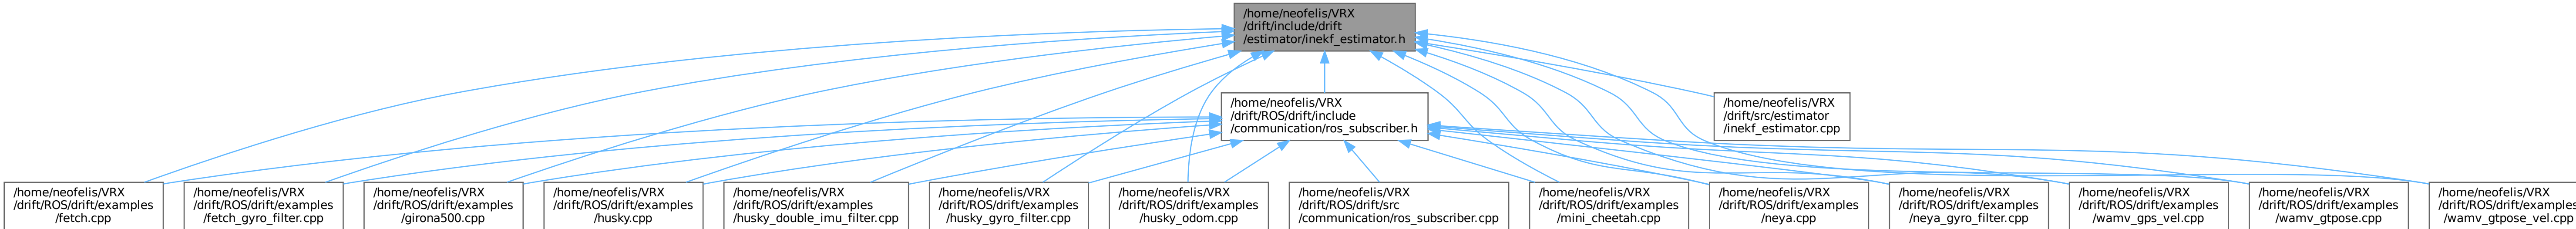 /home/neofelis/VRX
/drift/include/drift
/estimator/inekf_estimator.h
/home/neofelis/VRX
/drift/ROS/drift/include
/communication/ros_subscriber.h
/home/neofelis/VRX
/drift/src/estimator
/inekf_estimator.cpp
/home/neofelis/VRX
/drift/ROS/drift/examples
/fetch.cpp
/home/neofelis/VRX
/drift/ROS/drift/examples
/fetch_gyro_filter.cpp
/home/neofelis/VRX
/drift/ROS/drift/examples
/girona500.cpp
/home/neofelis/VRX
/drift/ROS/drift/examples
/husky.cpp
/home/neofelis/VRX
/drift/ROS/drift/examples
/husky_double_imu_filter.cpp
/home/neofelis/VRX
/drift/ROS/drift/examples
/husky_gyro_filter.cpp
/home/neofelis/VRX
/drift/ROS/drift/examples
/husky_odom.cpp
/home/neofelis/VRX
/drift/ROS/drift/src
/communication/ros_subscriber.cpp
/home/neofelis/VRX
/drift/ROS/drift/examples
/mini_cheetah.cpp
/home/neofelis/VRX
/drift/ROS/drift/examples
/neya.cpp
/home/neofelis/VRX
/drift/ROS/drift/examples
/neya_gyro_filter.cpp
/home/neofelis/VRX
/drift/ROS/drift/examples
/wamv_gps_vel.cpp
/home/neofelis/VRX
/drift/ROS/drift/examples
/wamv_gtpose.cpp
/home/neofelis/VRX
/drift/ROS/drift/examples
/wamv_gtpose_vel.cpp